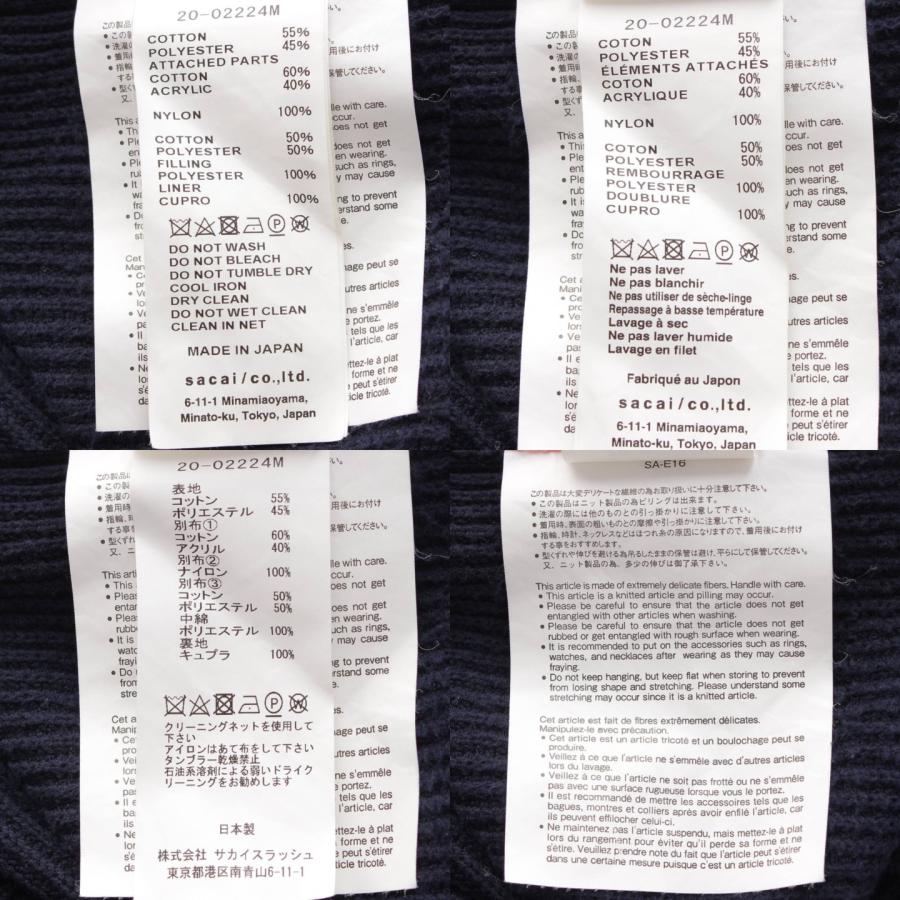 20-02224M
COTTON 55%
POLYESTER 45%
ATTACHED PARTS
COTTON 60%
ACRYLIC 40%
NYLON 100%
COTTON 50%
POLYESTER 50%
FILLING
POLYESTER 100%
LINER
CUPRO 100%
DO NOT WASH
DO NOT BLEACH
DO NOT TUMBLE DRY
COOL IRON
DRY CLEAN
DO NOT WET CLEAN
CLEAN IN NET
MADE IN JAPAN
sacai/co.,ltd.
6-11-1 Minamiaoyama,
Minato-ku, Tokyo, Japan
20-02224M
COTON 55%
POLYESTER 45%
ÉLÉMENTS ATTACHÉS
COTON 60%
ACRYLIQUE 40%
NYLON 100%
COTON 50%
POLYESTER 50%
REMBOURRAGE
POLYESTER 100%
DOUBLURE
CUPRO 100%
Ne pas laver
Ne pas blanchir
Ne pas utiliser de sèche-linge
Repassage à basse température
Lavage à sec
Ne pas laver humide
Lavage en filet
Fabriqué au Japon
sacai/co.,ltd.
6-11-1 Minamiaoyama,
Minato-ku, Tokyo, Japan
20-02224M
表地
コットン 55%
ポリエステル 45%
別布①
コットン 60%
アクリル 40%
別布②
ナイロン 100%
別布③
コットン 50%
ポリエステル 50%
中綿
ポリエステル 100%
裏地
キュプラ 100%
クリーニングネットを使用して
下さい
アイロンはあて布をして下さい
タンブラー乾燥禁止
石油系溶剤による弱いドライク
リーニングをお勧めします
日本製
株式会社 サカイスラッシュ
東京都港区南青山6-11-1
SA-E16
この製品は大変デリケートな繊維の為お取り扱いに十分注意して下さい。
● この製品はニット製品の為ピリングは出来ます。
● 洗濯の際には他のものとの引っ掛かりに注意して下さい。
● 着用時、表面の粗いものとの摩擦や引っ掛かりに注意して下さい。
● 指輪、時計、ネックレスなどはほつれ糸の原因になりますので、着用後にお付け
する事をおすすめします。
● 型くずれや伸びを避ける為吊るしたままの保管は避け、平らにして保管してください。
又、ニット製品の為、多少の伸びは御了承下さい。
This article is made of extremely delicate fibers. Handle with care.
● This article is a knitted article and pilling may occur.
● Please be careful to ensure that the article does not get
entangled with other articles when washing.
● Please be careful to ensure that the article does not get
rubbed or get entangled with rough surface when wearing.
● It is recommended to put on the accessories such as rings,
watches, and necklaces after wearing as they may cause
fraying.
● Do not keep hanging, but keep flat when storing to prevent
from losing shape and stretching. Please understand some
stretching may occur since it is a knitted article.
Cet article est fait de fibres extrêmement délicates.
Manipulez-le avec précaution.
● Cet article est un article tricoté et un boulochage peut se
produire.
● Veillez à ce que l'article ne s'emmêle avec d'autres articles
lors du lavage.
● Veillez à ce que l'article ne soit pas frotté ou ne s'emmêle
pas avec une surface rugueuse lorsque vous le portez.
● Il est recommandé de mettre les accessoires tels que les
bagues, montres et colliers après avoir enfilé l'article, car
ils peuvent effilocher celui-ci.
● Ne maintenez pas l'article suspendu, mais mettez-le à plat
lors du rangement pour éviter qu'il perde sa forme et ne
s'étire. Veuillez prendre note du fait que l'article peut s'étirer
dans une certaine mesure puisque c'est un article tricoté.